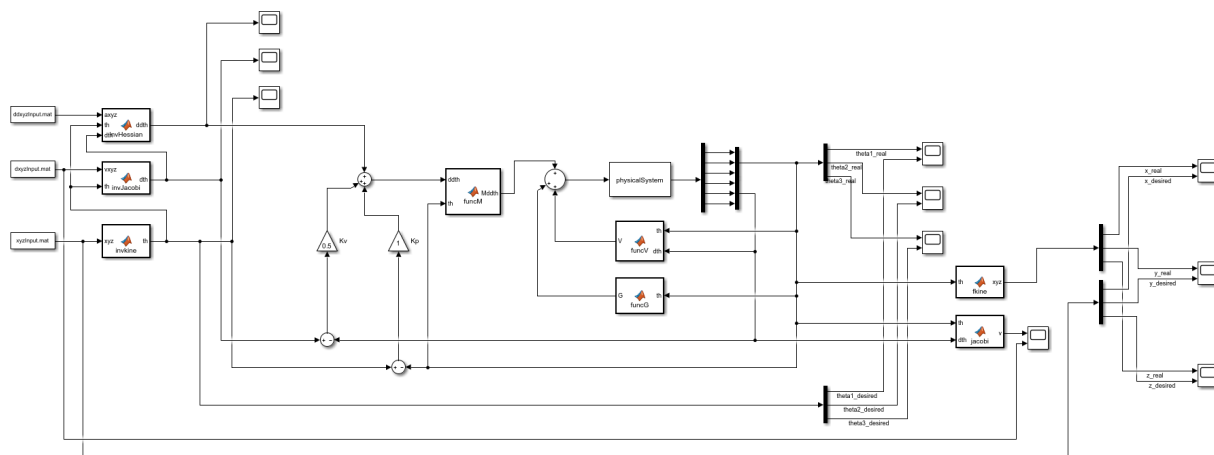 ddxyzInput.mat
axyz
th
dth
ddth
invHessian
dxyzInput.mat
vxyz
th
dth
invJacobi
xyzInput.mat
xyz
th
invkine
0.5
Kv
1
Kp
ddth
th
Mddth
funcM
physicalSystem
V
th
dth
funcV
G
th
funcG
theta1_real
theta2_real
theta3_real
th
xyz
fkine
th
dth
v
jacobi
theta1_desired
theta2_desired
theta3_desired
x_real
x_desired
y_real
y_desired
z_real
z_desired